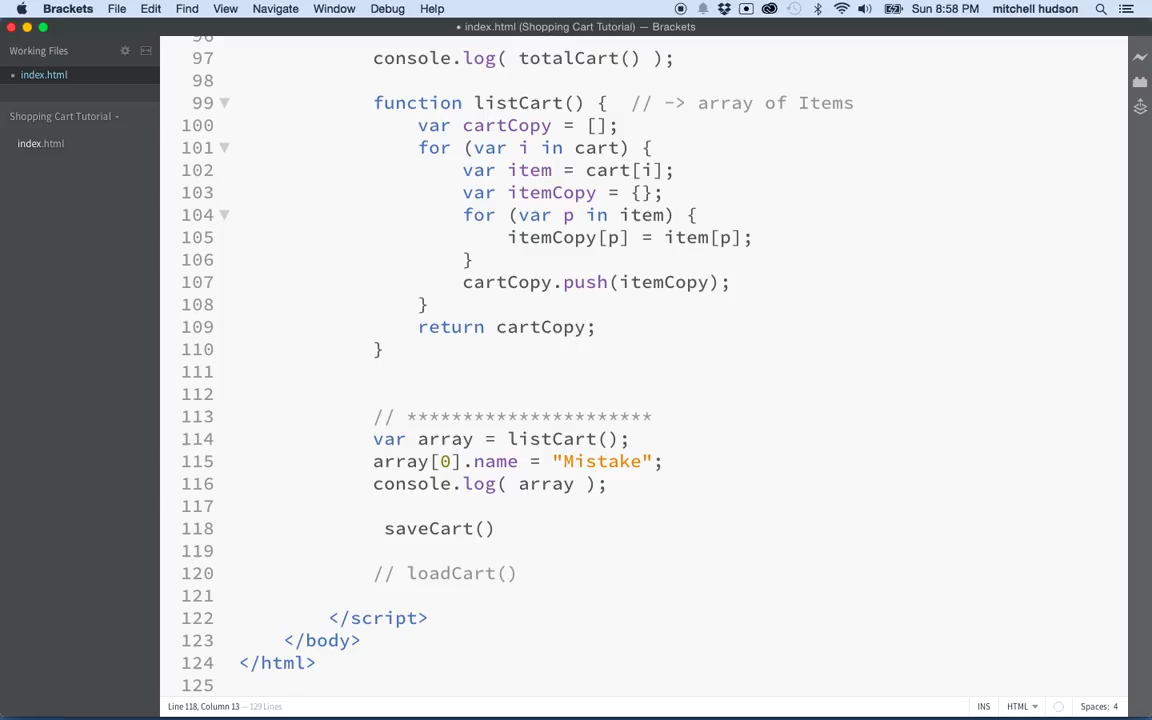 Brackets File Edit Find View Navigate Window Debug Help Sun 8:58 PM mitchell hudson
• index.html (Shopping Cart Tutorial) — Brackets
Working Files
• index.html
Shopping Cart Tutorial
index.html
96
97 console.log( totalCart() );
98
99 function listCart() { // -> array of Items
100 var cartCopy = [];
101 for (var i in cart) {
102 var item = cart[i];
103 var itemCopy = {};
104 for (var p in item) {
105 itemCopy[p] = item[p];
106 }
107 cartCopy.push(itemCopy);
108 }
109 return cartCopy;
110 }
111
112
113 // **********************
114 var array = listCart();
115 array[0].name = "Mistake";
116 console.log( array );
117
118 saveCart()
119
120 // loadCart()
121
122 </script>
123 </body>
124 </html>
125
Line 118, Column 13 — 129 Lines INS HTML Spaces: 4